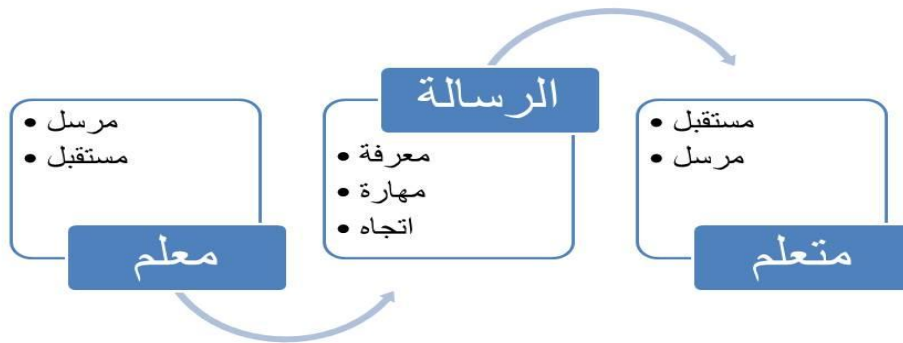 مرسل
مستقبل
معلم
الرسالة
معرفة
مهارة
اتجاه
مستقبل
مرسل
متعلم